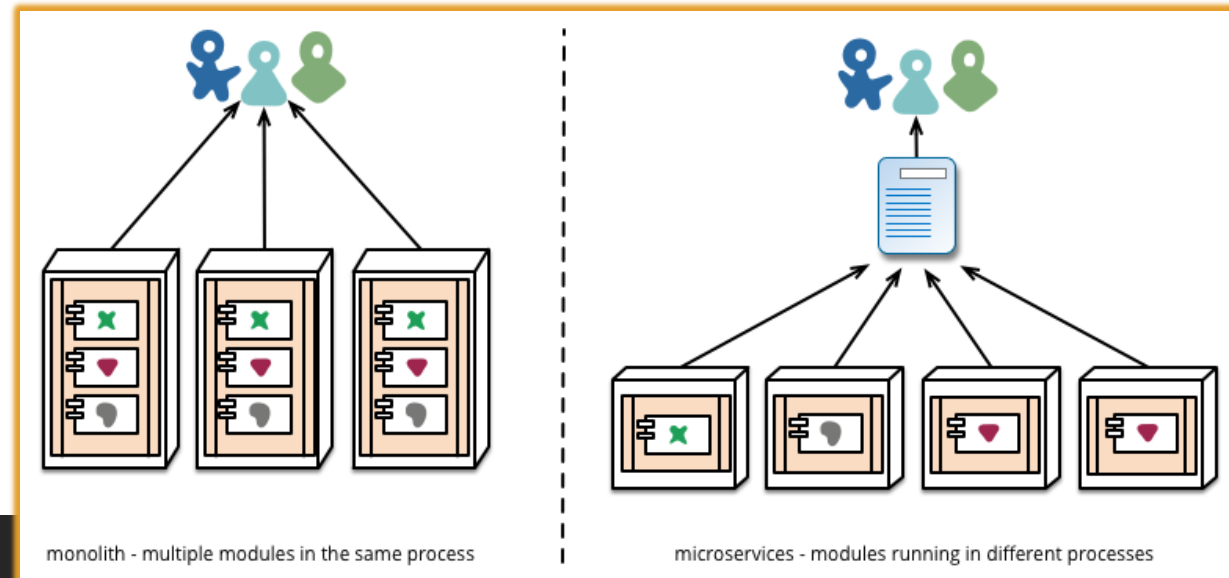 monolith - multiple modules in the same process
microservices - modules running in different processes